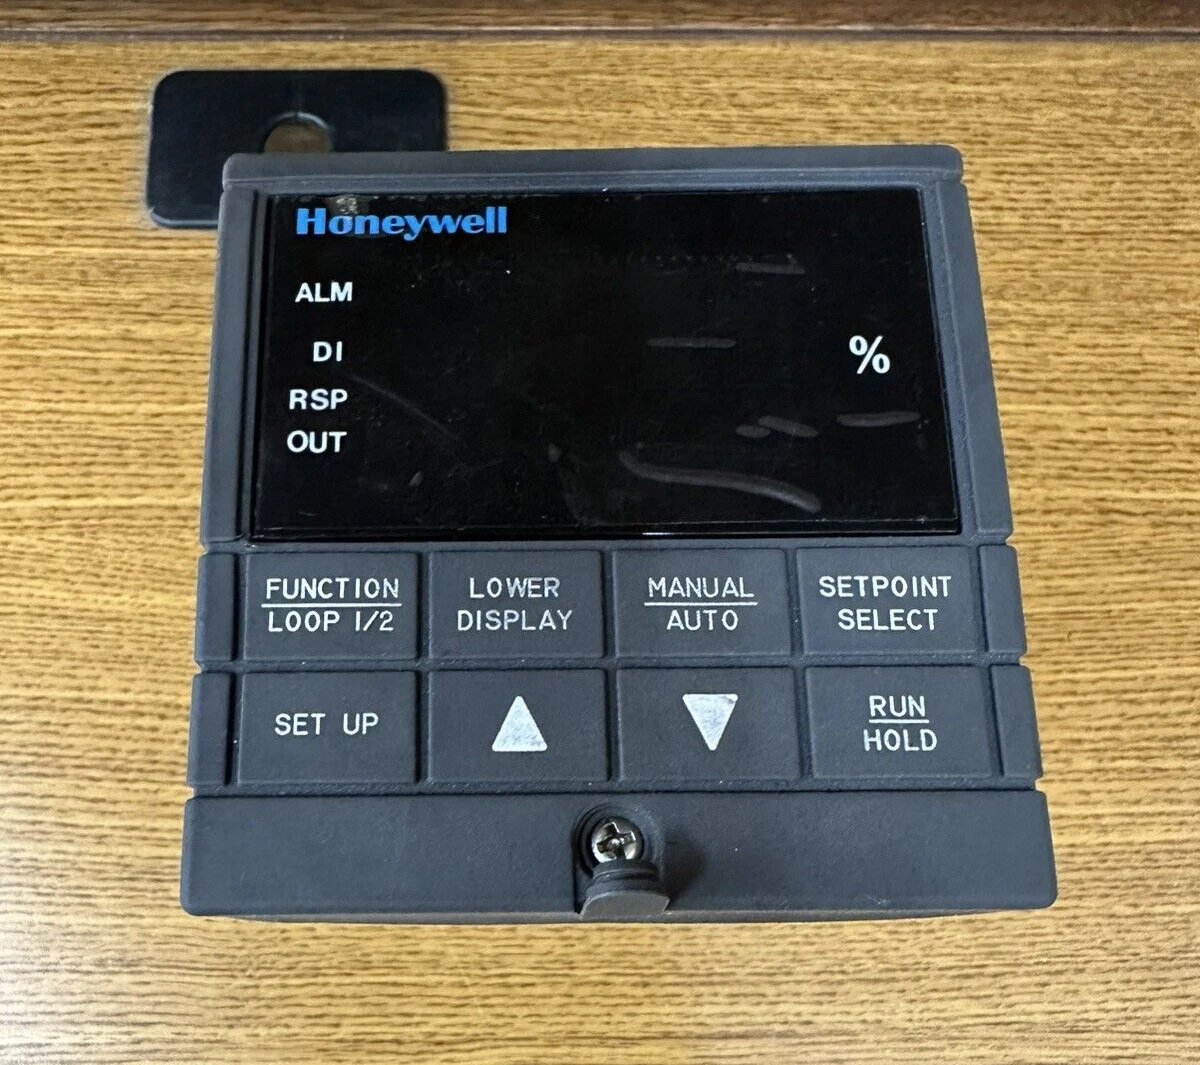 Honeywell
ALM
DI
%
RSP
OUT
FUNCTION
LOOP 1/2
LOWER
DISPLAY
MANUAL
AUTO
SETPOINT
SELECT
SET UP
RUN
HOLD